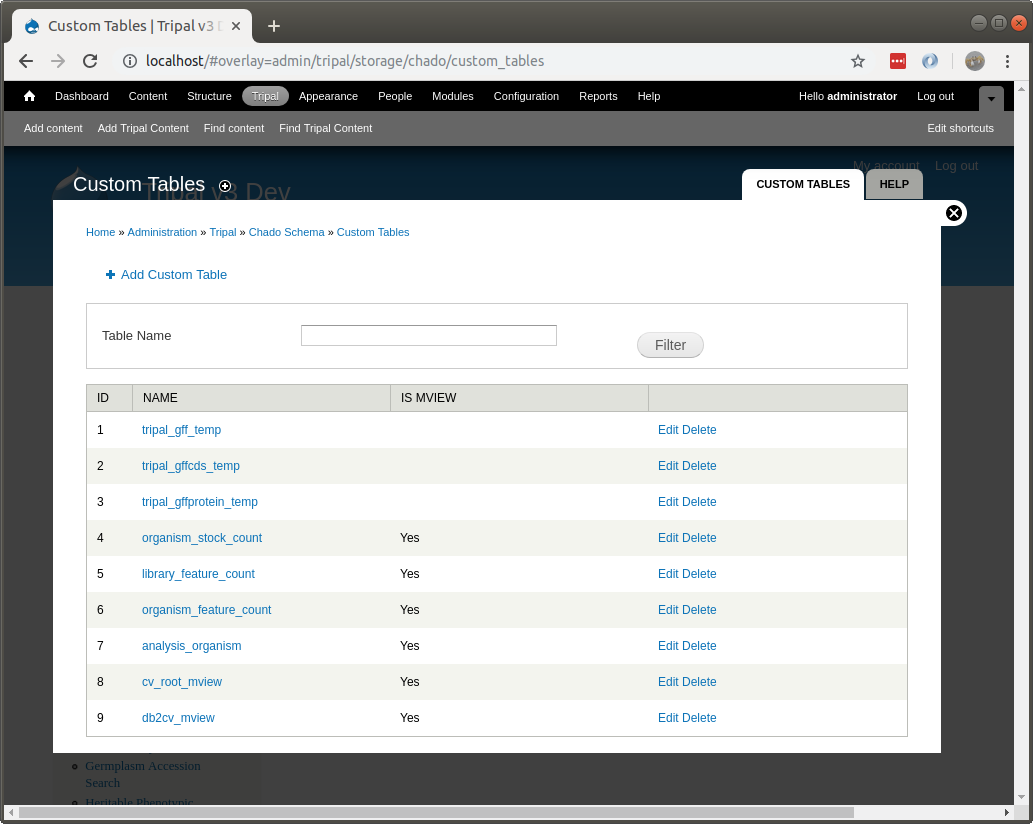 Custom Tables | Tripal v3 D
localhost/#overlay=admin/tripal/storage/chado/custom_tables
Dashboard Content Structure Tripal Appearance People Modules Configuration Reports Help Hello administrator Log out
Add content Add Tripal Content Find content Find Tripal Content Edit shortcuts
My account Log out
Tripal v3 Dev
Custom Tables
CUSTOM TABLES HELP
Home » Administration » Tripal » Chado Schema » Custom Tables
Add Custom Table
Table Name Filter
ID NAME IS MVIEW
1 tripal_gff_temp Edit Delete
2 tripal_gffcds_temp Edit Delete
3 tripal_gffprotein_temp Edit Delete
4 organism_stock_count Yes Edit Delete
5 library_feature_count Yes Edit Delete
6 organism_feature_count Yes Edit Delete
7 analysis_organism Yes Edit Delete
8 cv_root_mview Yes Edit Delete
9 db2cv_mview Yes Edit Delete
Germplasm Accession
Search
Heritable Phenotypic